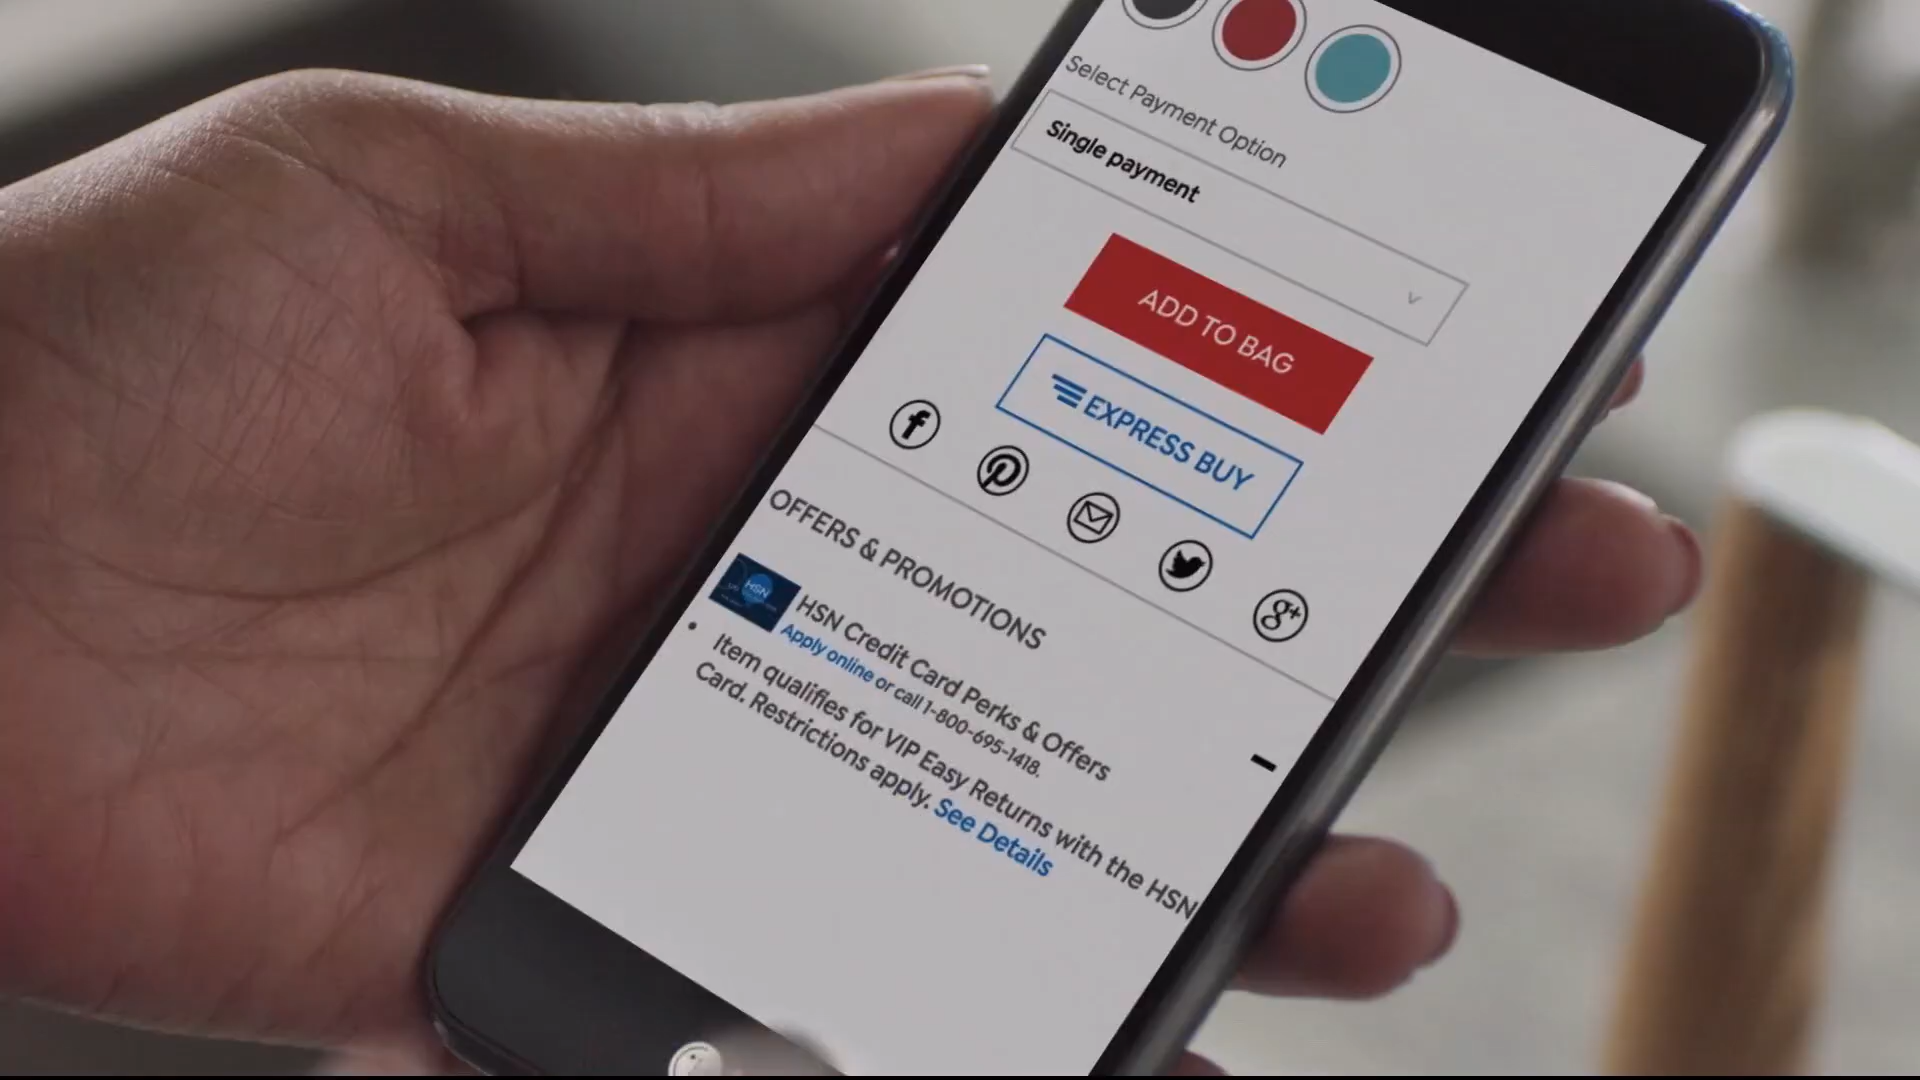 Select Payment Option
Single payment
ADD TO BAG
EXPRESS BUY
OFFERS & PROMOTIONS
HSN
HSN Credit Card Perks & Offers
Apply online or call 1-800-695-1418.
• Item qualifies for VIP Easy Returns with the HSN
Card. Restrictions apply. See Details